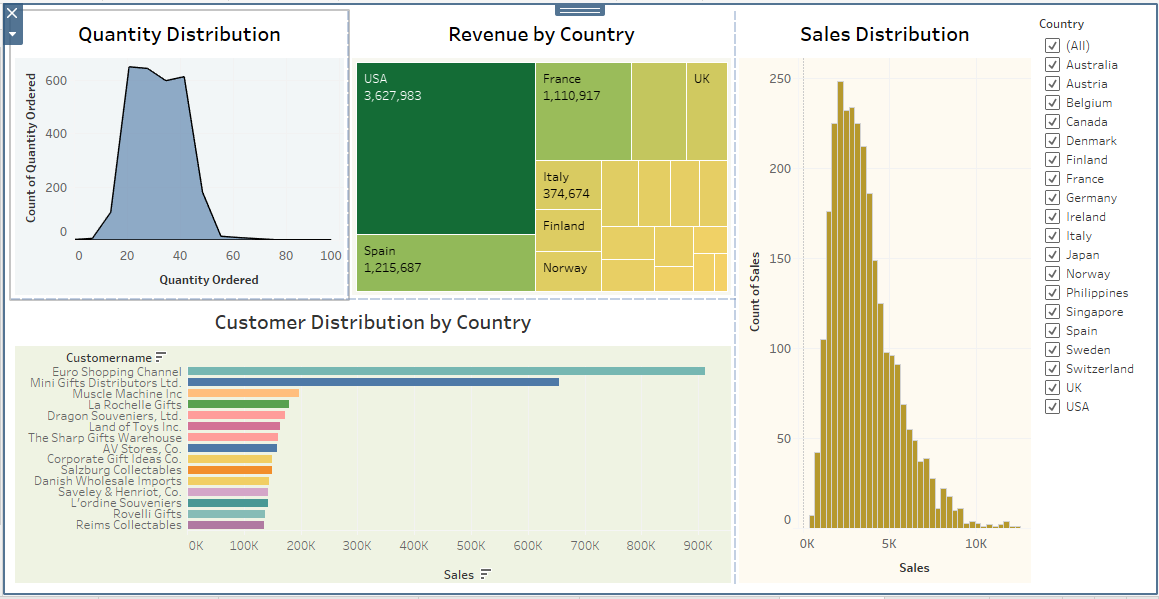 Quantity Distribution
Count of Quantity Ordered
600
400
200
0
0 20 40 60 80 100
Quantity Ordered
Revenue by Country
USA
3,627,983
France
1,110,917
UK
Italy
374,674
Finland
Norway
Spain
1,215,687
Customer Distribution by Country
Customername
Euro Shopping Channel
Mini Gifts Distributors Ltd.
Muscle Machine Inc
La Rochelle Gifts
Dragon Souveniers, Ltd.
Land of Toys Inc.
The Sharp Gifts Warehouse
AV Stores, Co.
Corporate Gift Ideas Co.
Salzburg Collectables
Danish Wholesale Imports
Saveley & Henriot, Co.
L'ordine Souveniers
Rovelli Gifts
Reims Collectables
0K 100K 200K 300K 400K 500K 600K 700K 800K 900K
Sales
Sales Distribution
Count of Sales
250
200
150
100
50
0
0K 5K 10K
Sales
Country
(All)
Australia
Austria
Belgium
Canada
Denmark
Finland
France
Germany
Ireland
Italy
Japan
Norway
Philippines
Singapore
Spain
Sweden
Switzerland
UK
USA